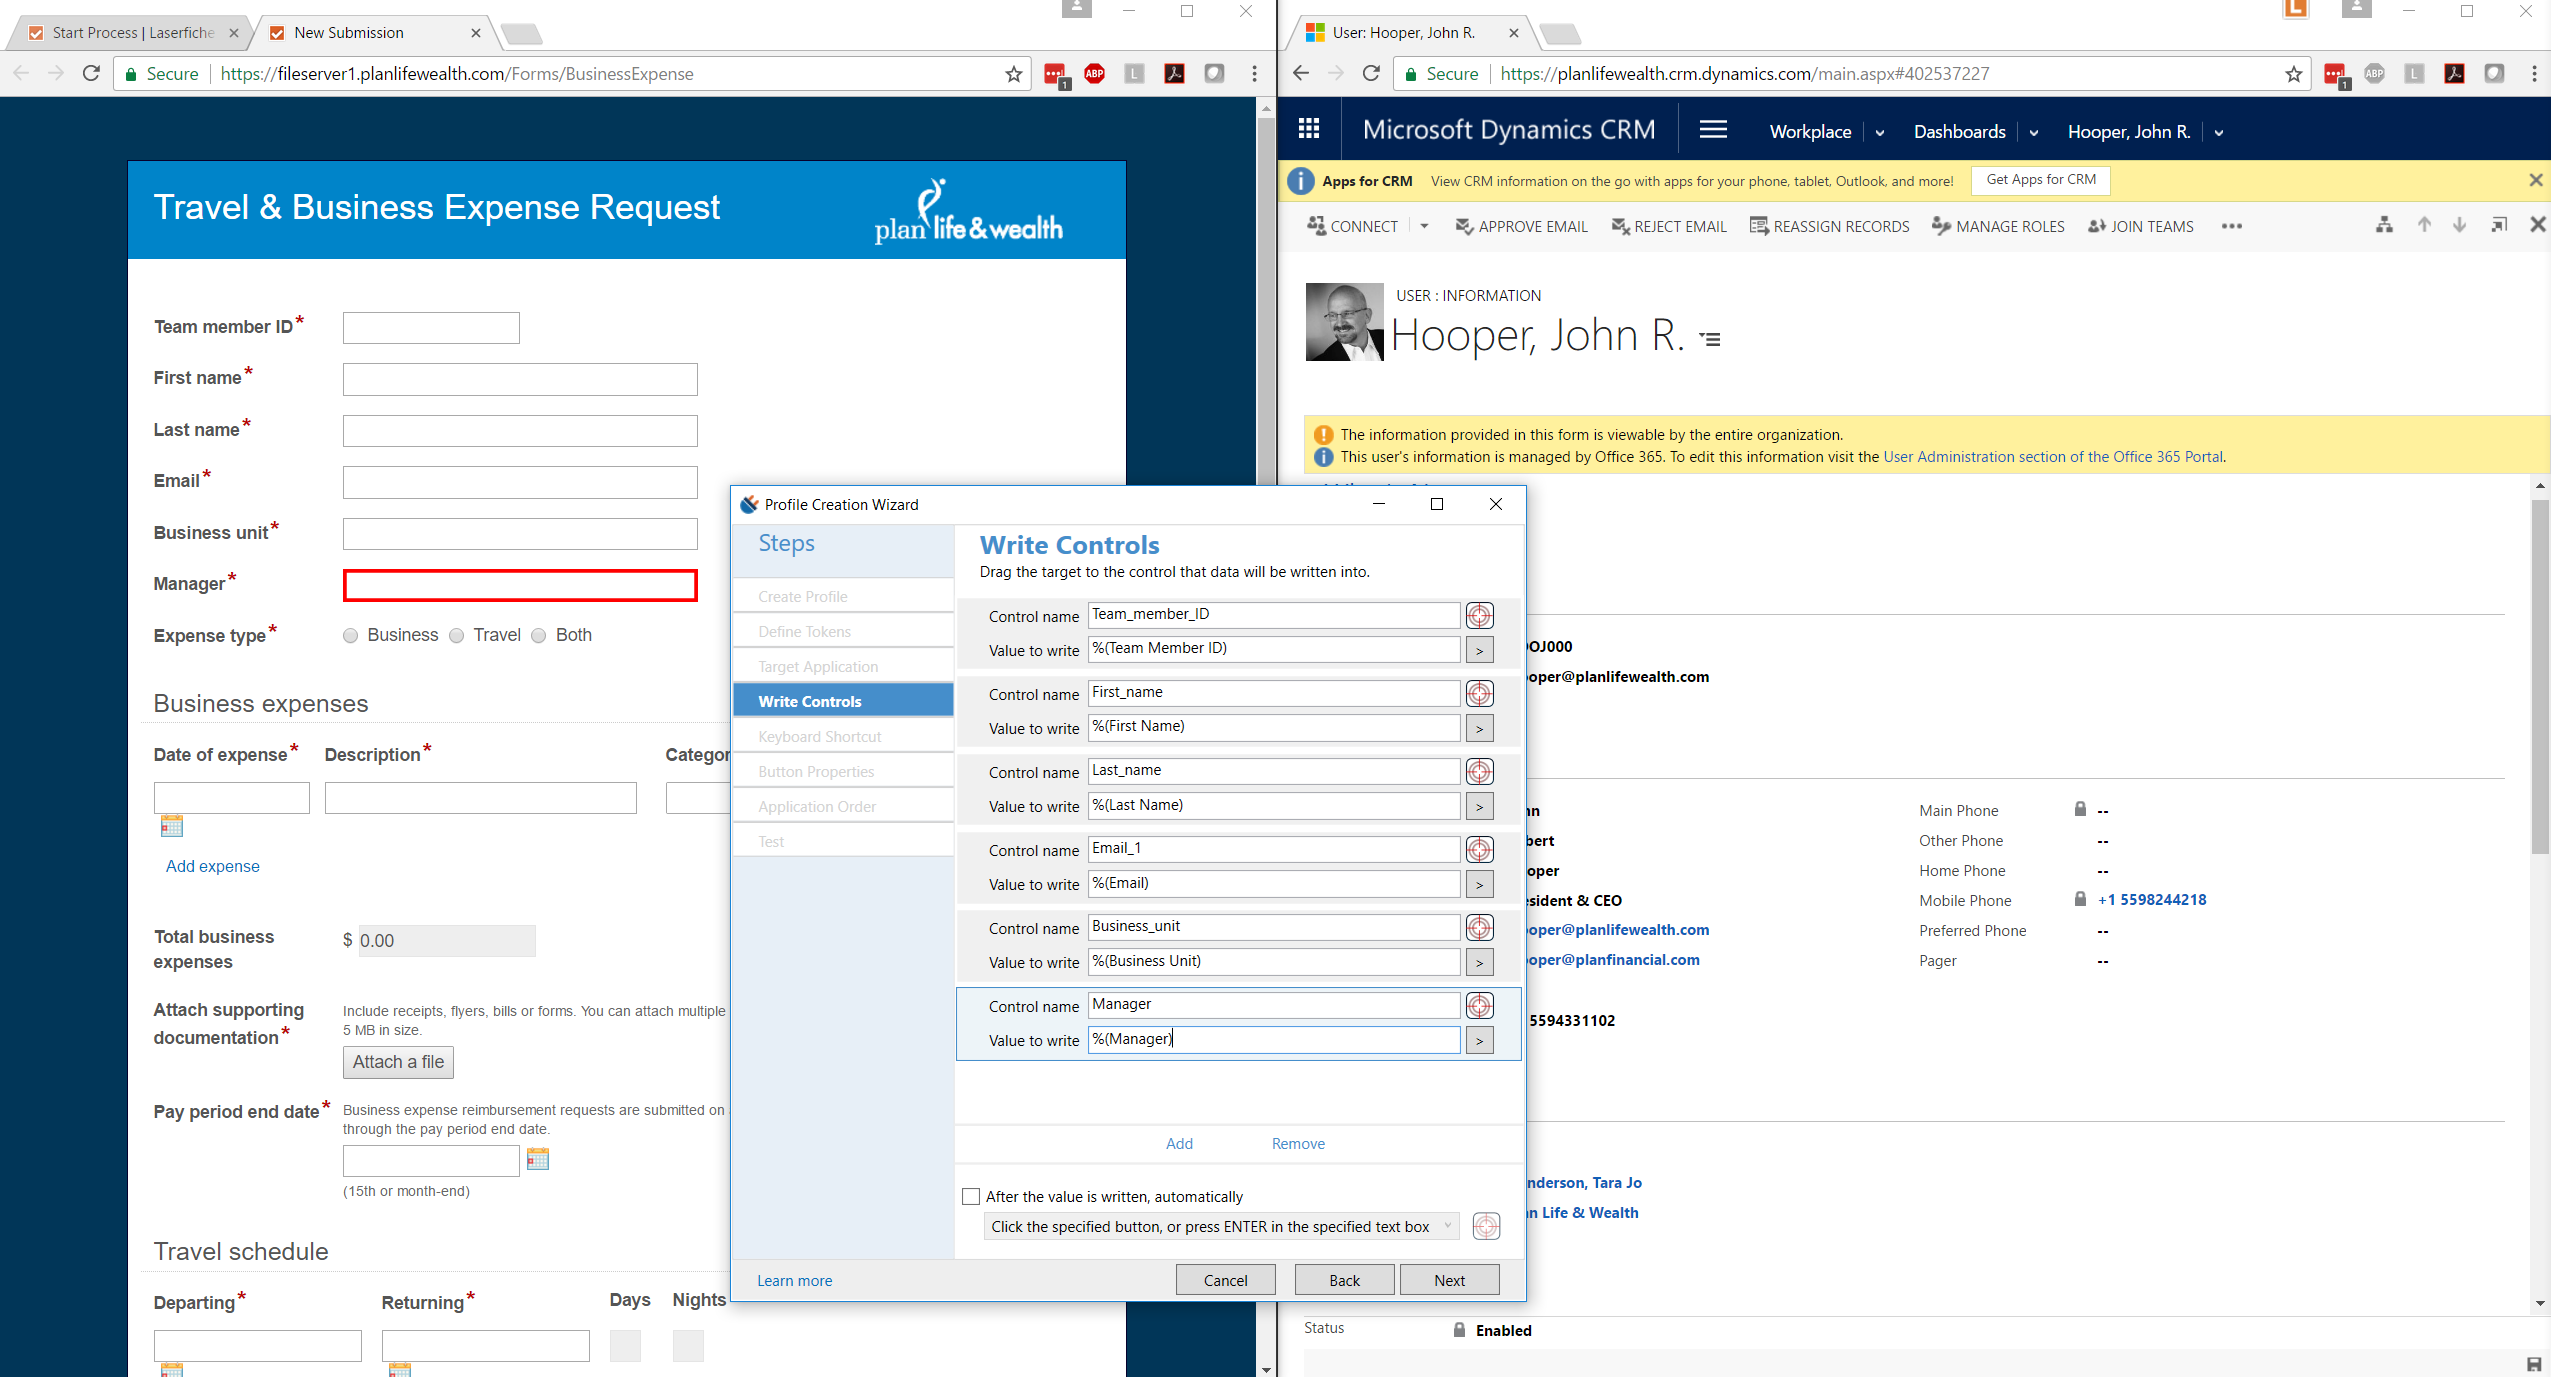 Start Process | Laserfiche
New Submission
Secure
https://fileserver1.planlifewealth.com/Forms/BusinessExpense
1
ABP
L
Travel & Business Expense Request
plan life & wealth
Team member ID*
First name*
Last name*
Email*
Business unit*
Manager*
Expense type*
Business
Travel
Both
Business expenses
Date of expense*
Description*
Categor
Add expense
Total business
expenses
$ 0.00
Attach supporting
documentation*
Include receipts, flyers, bills or forms. You can attach multiple
5 MB in size.
Attach a file
Pay period end date*
Business expense reimbursement requests are submitted on
through the pay period end date.
(15th or month-end)
Travel schedule
Departing*
Returning*
Days
Nights
Profile Creation Wizard
Steps
Create Profile
Define Tokens
Target Application
Write Controls
Keyboard Shortcut
Button Properties
Application Order
Test
Write Controls
Drag the target to the control that data will be written into.
Control name Team_member_ID
Value to write %(Team Member ID) >
Control name First_name
Value to write %(First Name) >
Control name Last_name
Value to write %(Last Name) >
Control name Email_1
Value to write %(Email) >
Control name Business_unit
Value to write %(Business Unit) >
Control name Manager
Value to write %(Manager) >
Add
Remove
After the value is written, automatically
Click the specified button, or press ENTER in the specified text box
Learn more
Cancel
Back
Next
L
User: Hooper, John R.
Secure
https://planlifewealth.crm.dynamics.com/main.aspx#402537227
1
ABP
L
Microsoft Dynamics CRM
Workplace
Dashboards
Hooper, John R.
Apps for CRM
View CRM information on the go with apps for your phone, tablet, Outlook, and more!
Get Apps for CRM
CONNECT
APPROVE EMAIL
REJECT EMAIL
REASSIGN RECORDS
MANAGE ROLES
JOIN TEAMS
USER : INFORMATION
Hooper, John R.
The information provided in this form is viewable by the entire organization.
This user's information is managed by Office 365. To edit this information visit the User Administration section of the Office 365 Portal.
OJ000
oper@planlifewealth.com
nn
bert
oper
esident & CEO
oper@planlifewealth.com
oper@planfinancial.com
5594331102
Main Phone --
Other Phone --
Home Phone --
Mobile Phone +1 5598244218
Preferred Phone --
Pager --
nderson, Tara Jo
n Life & Wealth
Status
Enabled